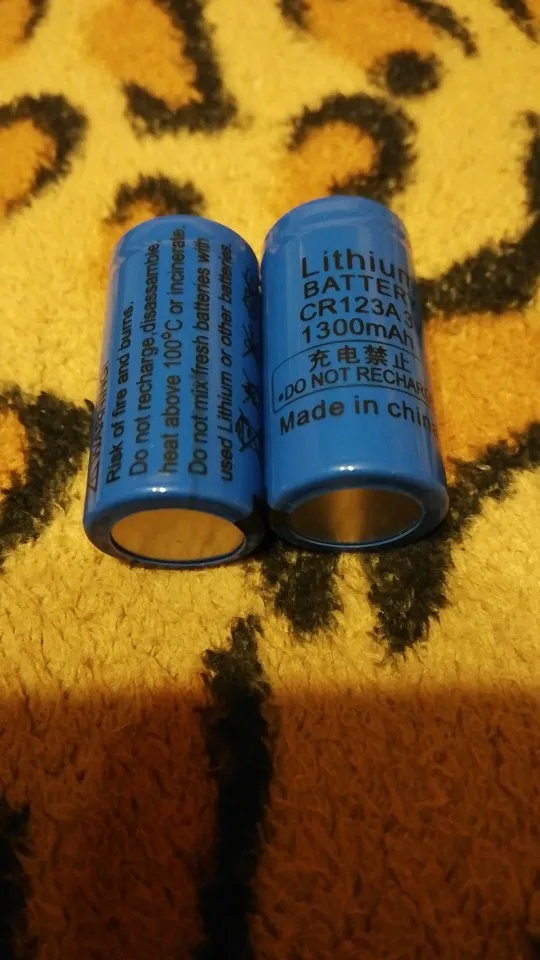 Risk of fire and burns.
Do not recharge,disassamble,
heat above 100°C or incinerate.
Do not mix fresh batteries with
used Lithium or other batteries.
Lithium
BATTERY
CR123A 3
1300mAh
充电禁止
•DO NOT RECHARG
Made in china